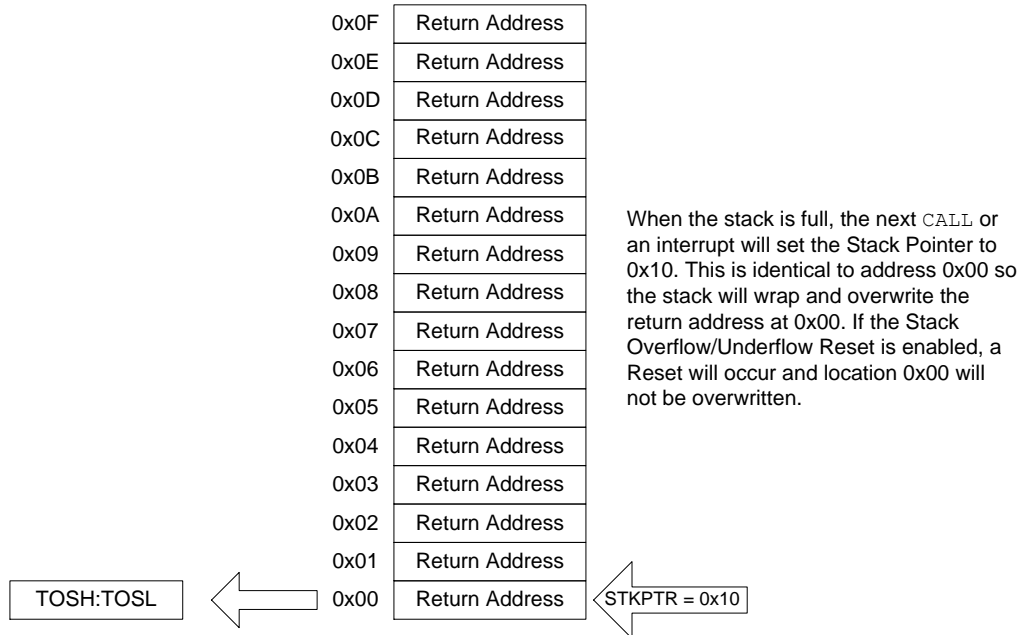 0x0F Return Address
0x0E Return Address
0x0D Return Address
0x0C Return Address
0x0B Return Address
0x0A Return Address
0x09 Return Address
0x08 Return Address
0x07 Return Address
0x06 Return Address
0x05 Return Address
0x04 Return Address
0x03 Return Address
0x02 Return Address
0x01 Return Address
TOSH:TOSL 0x00 Return Address STKPTR = 0x10
When the stack is full, the next CALL or
an interrupt will set the Stack Pointer to
0x10. This is identical to address 0x00 so
the stack will wrap and overwrite the
return address at 0x00. If the Stack
Overflow/Underflow Reset is enabled, a
Reset will occur and location 0x00 will
not be overwritten.